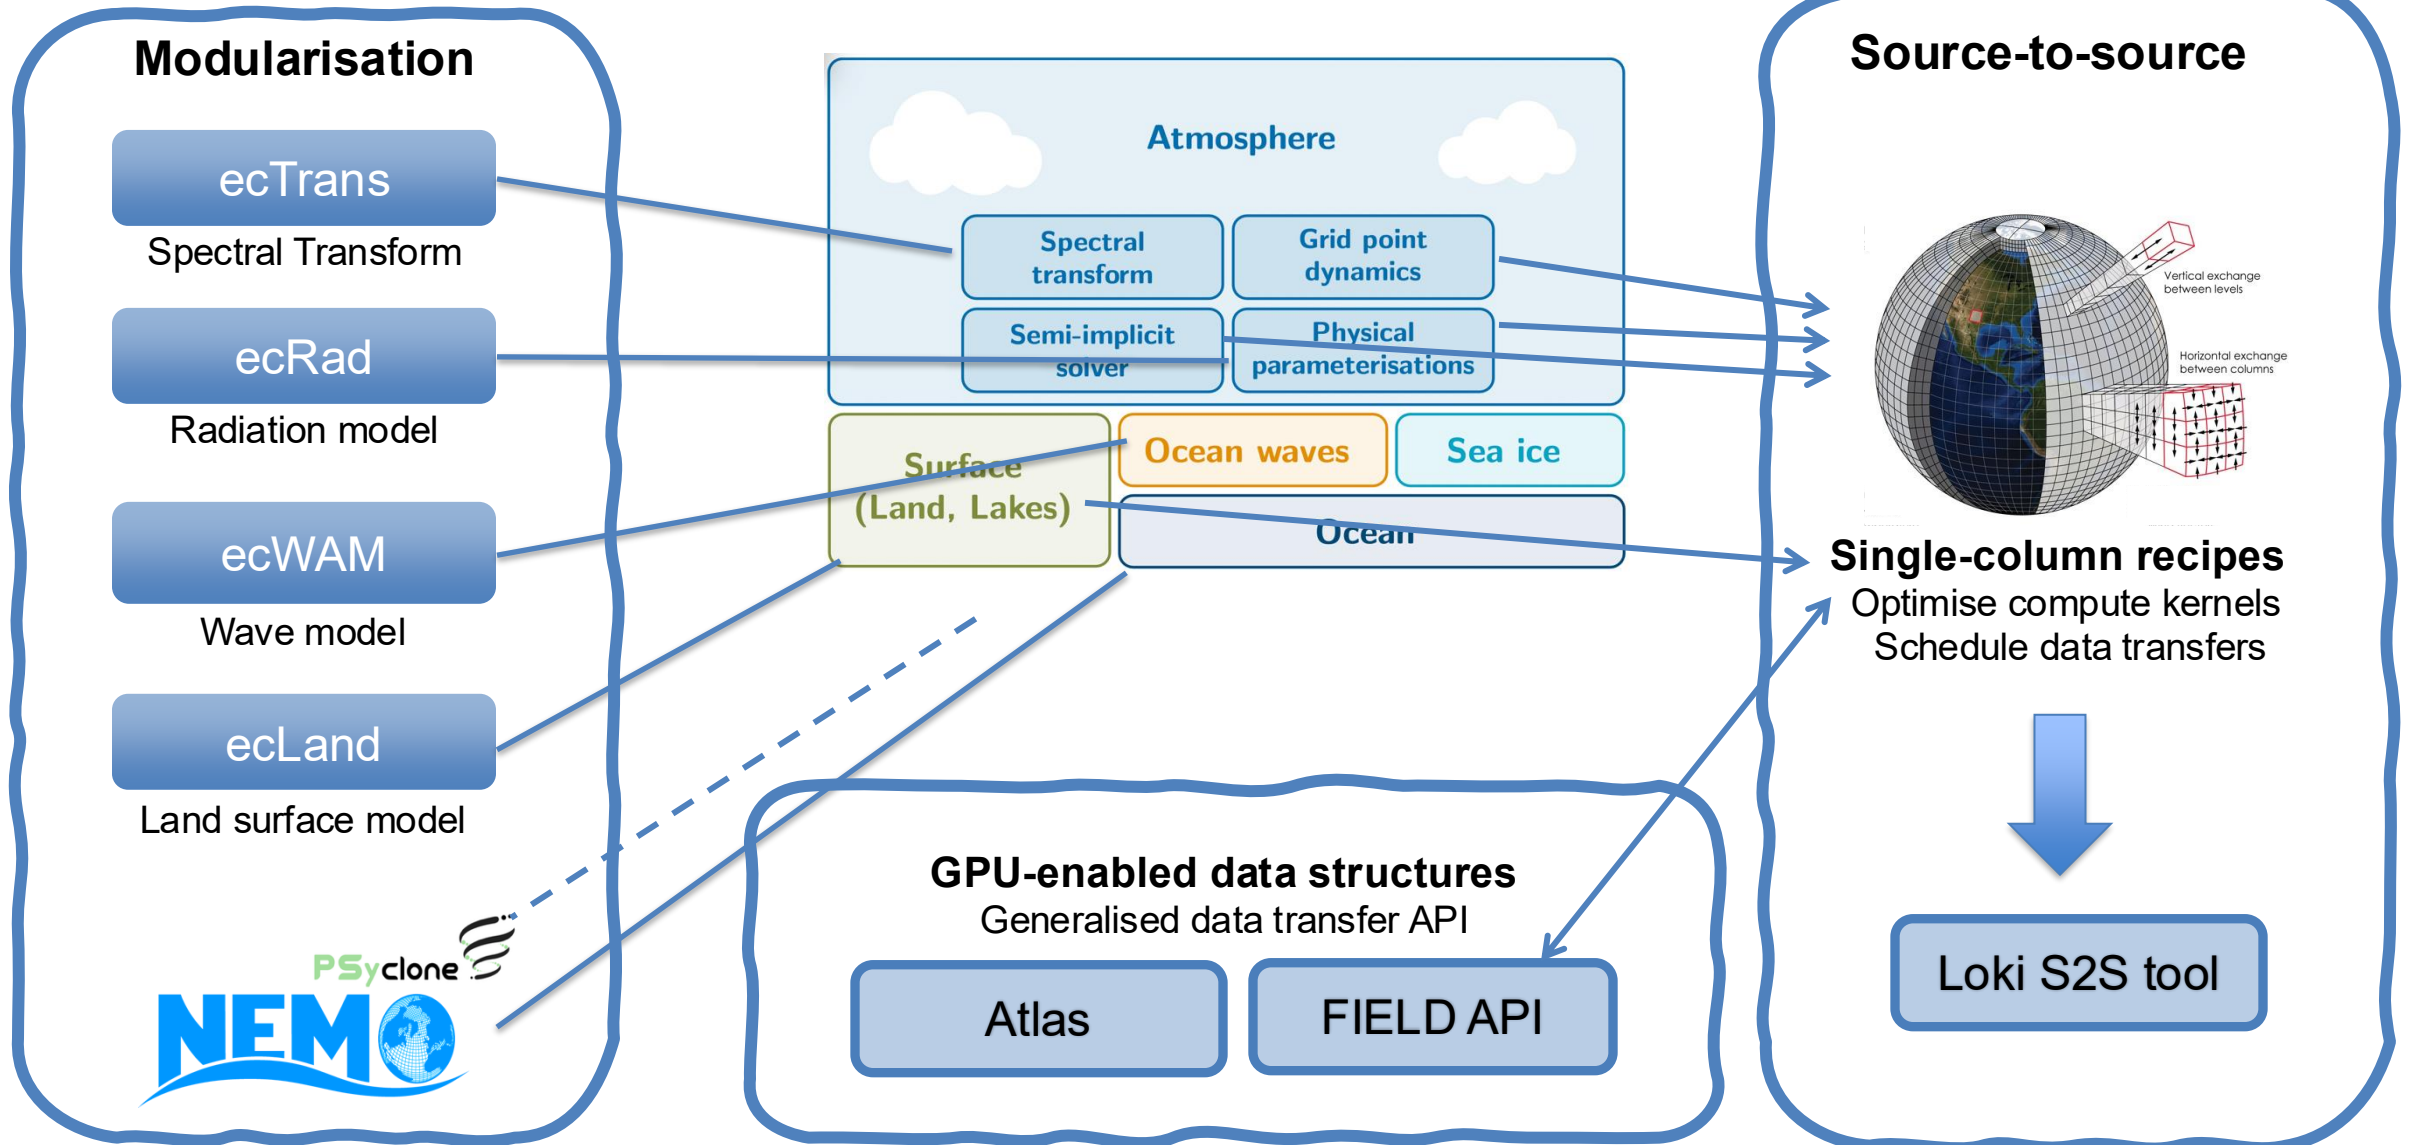 Modularisation
ecTrans
Spectral Transform
ecRad
Radiation model
ecWAM
Wave model
ecLand
Land surface model
PSyclone
NEMO
Atmosphere
Spectral
transform
Grid point
dynamics
Semi-implicit
solver
Physical
parameterisations
Surface
(Land, Lakes)
Ocean waves
Sea ice
Ocean
GPU-enabled data structures
Generalised data transfer API
Atlas
FIELD API
Source-to-source
Vertical exchange
between levels
Horizontal exchange
between columns
Single-column recipes
Optimise compute kernels
Schedule data transfers
Loki S2S tool